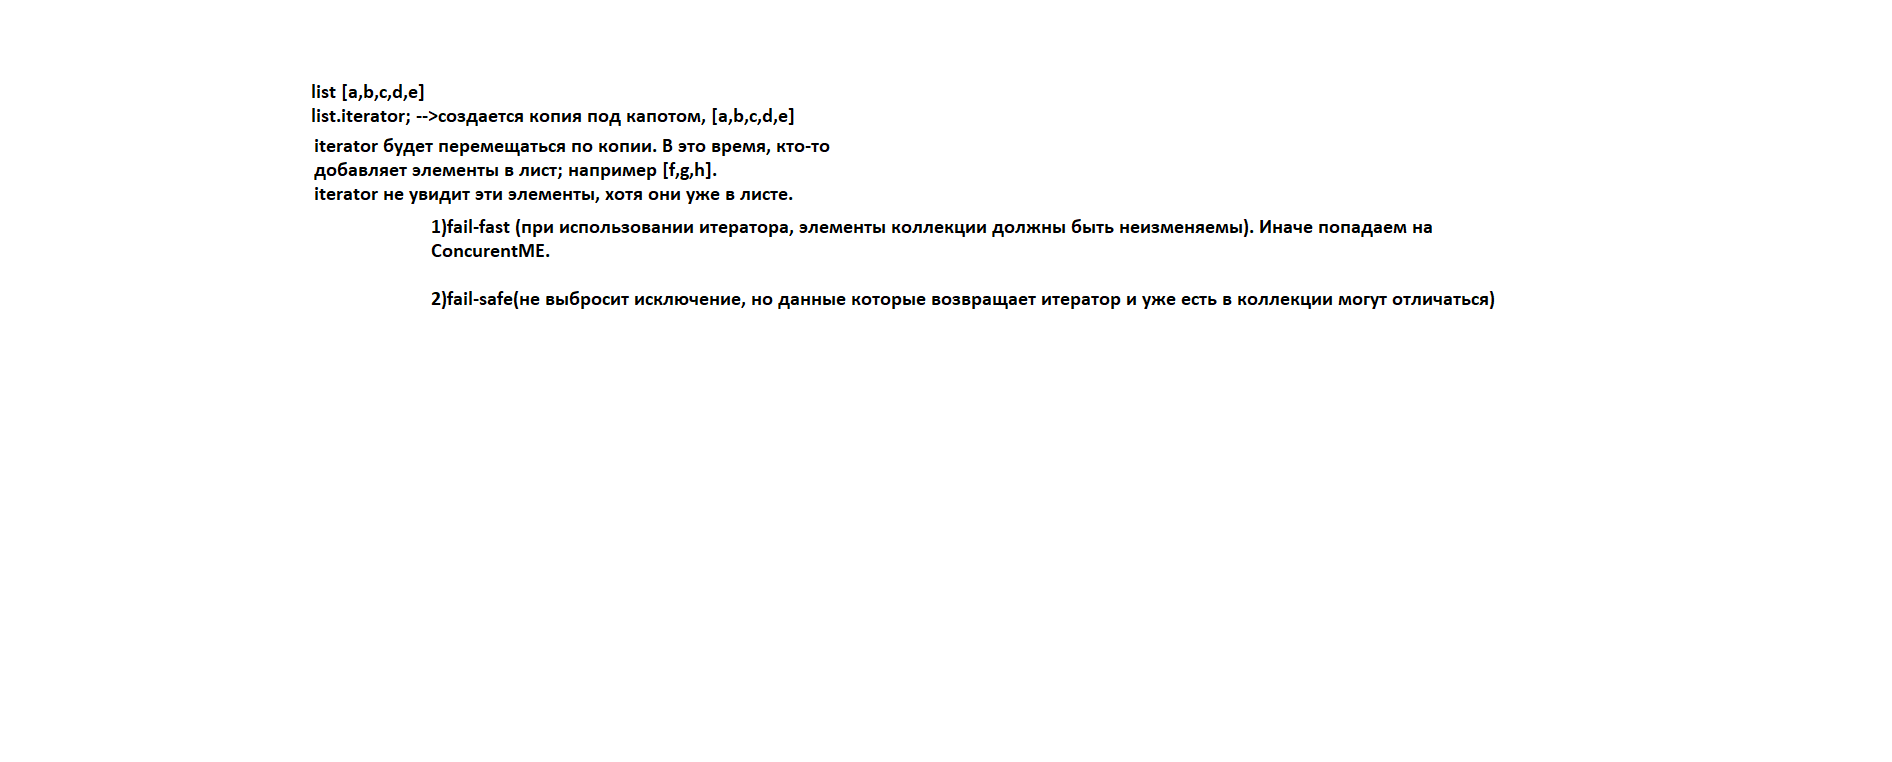 list [a,b,c,d,e]
list.iterator; -->создается копия под капотом, [a,b,c,d,e]
iterator будет перемещаться по копии. В это время, кто-то
добавляет элементы в лист; например [f,g,h].
iterator не увидит эти элементы, хотя они уже в листе.
1)fail-fast (при использовании итератора, элементы коллекции должны быть неизменяемы). Иначе попадаем на
ConcurentME.
2)fail-safe(не выбросит исключение, но данные которые возвращает итератор и уже есть в коллекции могут отличаться)